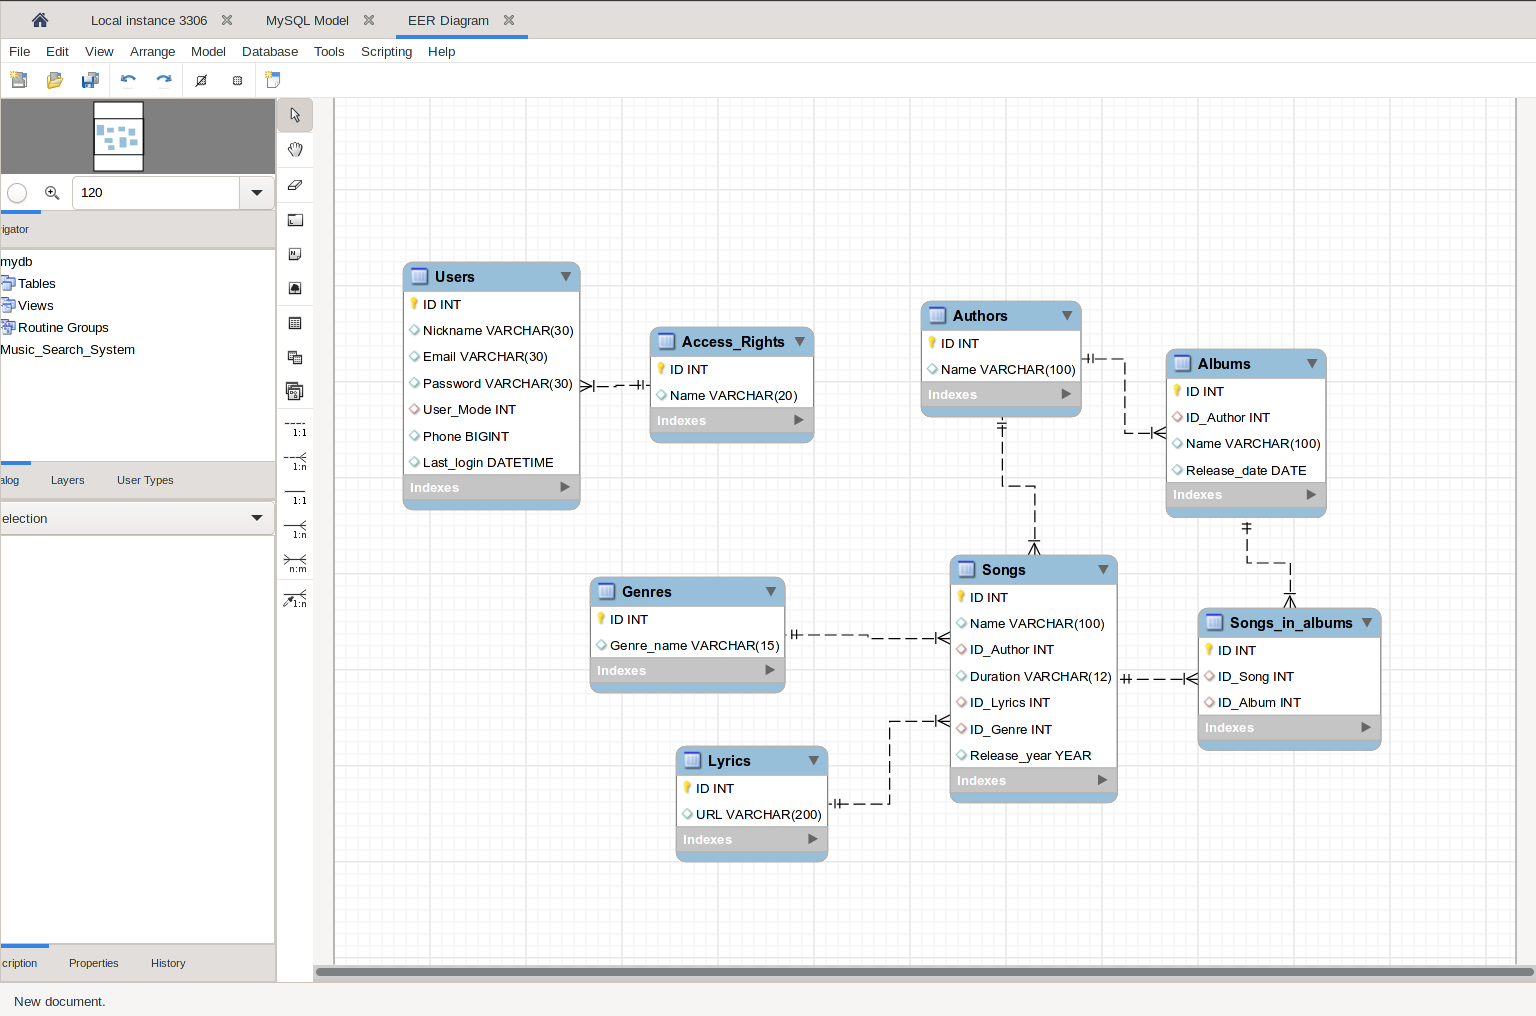 Local instance 3306
MySQL Model
EER Diagram
File Edit View Arrange Model Database Tools Scripting Help
120
igator
mydb
Tables
Views
Routine Groups
Music_Search_System
alog Layers User Types
election
cription Properties History
New document.
1:1
1:n
1:1
1:n
n:m
1:n
Users
ID INT
Nickname VARCHAR(30)
Email VARCHAR(30)
Password VARCHAR(30)
User_Mode INT
Phone BIGINT
Last_login DATETIME
Indexes
Access_Rights
ID INT
Name VARCHAR(20)
Indexes
Authors
ID INT
Name VARCHAR(100)
Indexes
Albums
ID INT
ID_Author INT
Name VARCHAR(100)
Release_date DATE
Indexes
Genres
ID INT
Genre_name VARCHAR(15)
Indexes
Songs
ID INT
Name VARCHAR(100)
ID_Author INT
Duration VARCHAR(12)
ID_Lyrics INT
ID_Genre INT
Release_year YEAR
Indexes
Songs_in_albums
ID INT
ID_Song INT
ID_Album INT
Indexes
Lyrics
ID INT
URL VARCHAR(200)
Indexes